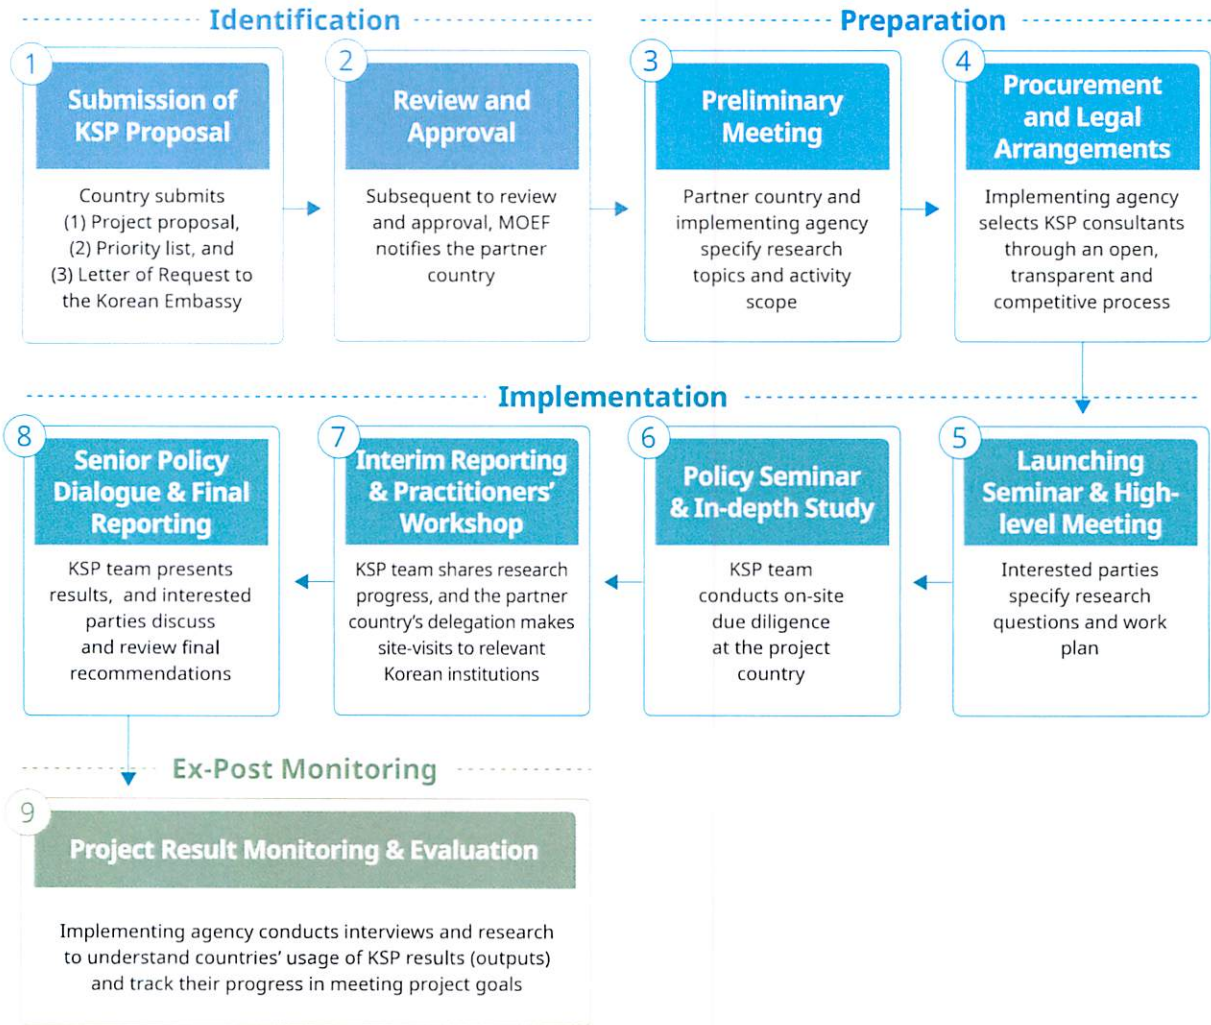 Identification
1
Submission of
KSP Proposal
Country submits
(1) Project proposal,
(2) Priority list, and
(3) Letter of Request to
the Korean Embassy
2
Review and
Approval
Subsequent to review
and approval, MOEF
notifies the partner
country
Preparation
3
Preliminary
Meeting
Partner country and
implementing agency
specify research
topics and activity
scope
4
Procurement
and Legal
Arrangements
Implementing agency
selects KSP consultants
through an open,
transparent and
competitive process
Implementation
5
Launching
Seminar & High-
level Meeting
Interested parties
specify research
questions and work
plan
6
Policy Seminar
& In-depth Study
KSP team
conducts on-site
due diligence
at the project
country
7
Interim Reporting
& Practitioners’
Workshop
KSP team shares research
progress, and the partner
country’s delegation makes
site-visits to relevant
Korean institutions
8
Senior Policy
Dialogue & Final
Reporting
KSP team presents
results, and interested
parties discuss
and review final
recommendations
Ex-Post Monitoring
9
Project Result Monitoring & Evaluation
Implementing agency conducts interviews and research
to understand countries’ usage of KSP results (outputs)
and track their progress in meeting project goals